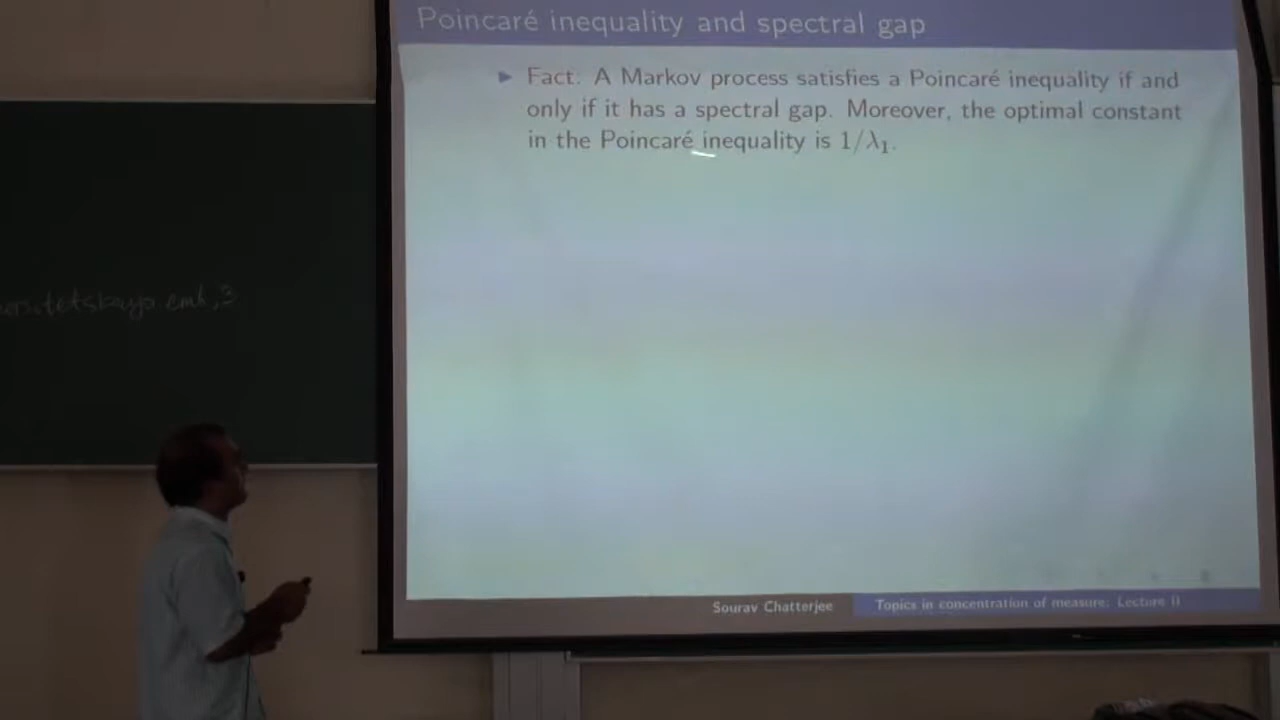 Poincaré inequality and spectral gap
► Fact: A Markov process satisfies a Poincaré inequality if and
only if it has a spectral gap. Moreover, the optimal constant
in the Poincaré inequality is 1/λ₁.
emb, 3
Sourav Chatterjee
Topics in concentration of measure: Lecture II